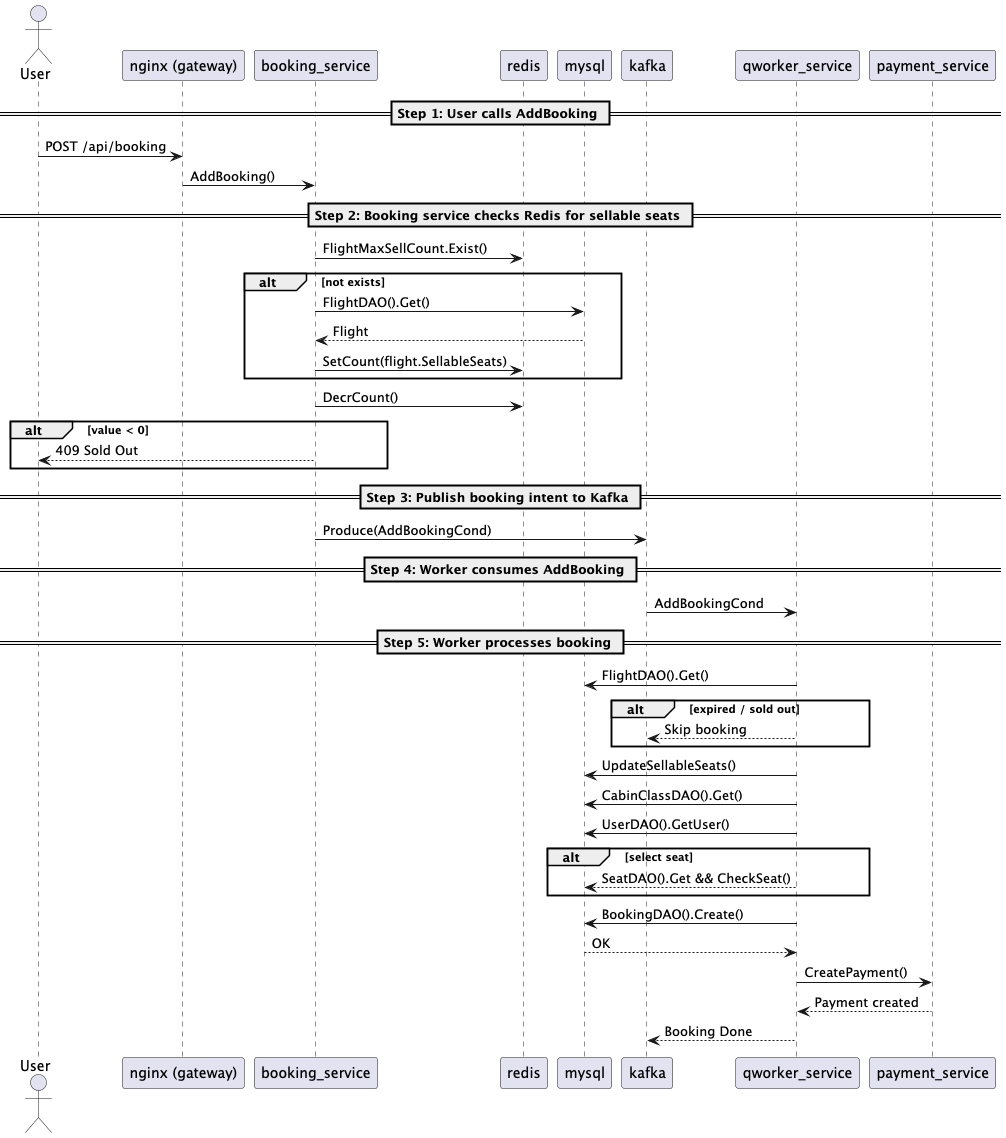 User
nginx (gateway)
booking_service
redis
mysql
kafka
qworker_service
payment_service
Step 1: User calls AddBooking
POST /api/booking
AddBooking()
Step 2: Booking service checks Redis for sellable seats
FlightMaxSellCount.Exist()
alt [not exists]
FlightDAO().Get()
Flight
SetCount(flight.SellableSeats)
DecrCount()
alt [value < 0]
409 Sold Out
Step 3: Publish booking intent to Kafka
Produce(AddBookingCond)
Step 4: Worker consumes AddBooking
AddBookingCond
Step 5: Worker processes booking
FlightDAO().Get()
alt [expired / sold out]
Skip booking
UpdateSellableSeats()
CabinClassDAO().Get()
UserDAO().GetUser()
alt [select seat]
SeatDAO().Get && CheckSeat()
BookingDAO().Create()
OK
CreatePayment()
Payment created
Booking Done
User
nginx (gateway)
booking_service
redis
mysql
kafka
qworker_service
payment_service